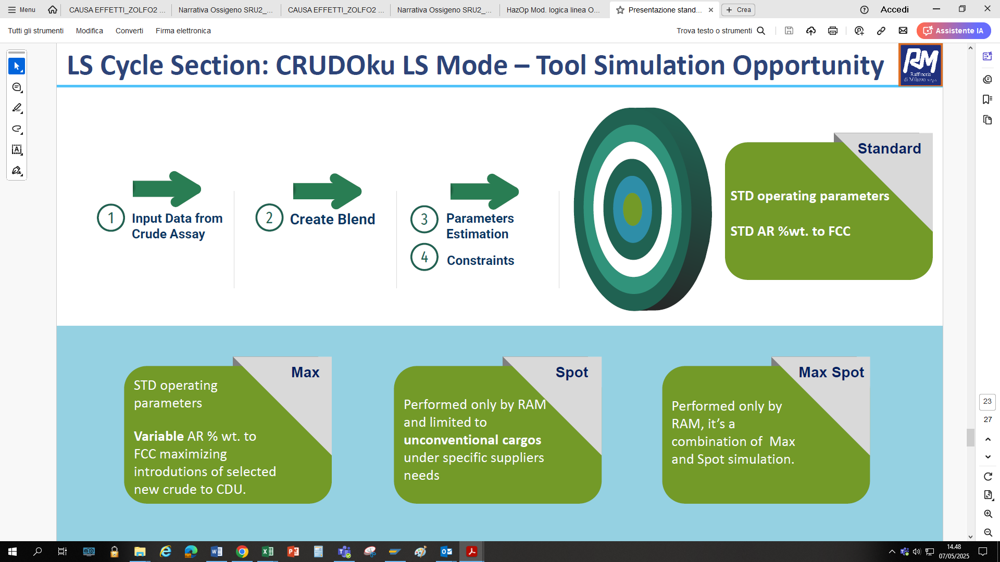 Menu
CAUSA EFFETTI_ZOLFO2 ...
Narrativa Ossigeno SRU2_...
CAUSA EFFETTI_ZOLFO2 ...
Narrativa Ossigeno SRU2_...
HazOp Mod. logica linea O...
Presentazione stand...
Crea
Accedi
Tutti gli strumenti
Modifica
Converti
Firma elettronica
Trova testo o strumenti
Assistente IA
LS Cycle Section: CRUDOku LS Mode – Tool Simulation Opportunity
RM
Raffineria
di Milazzo s.c.p.a.
1
Input Data from
Crude Assay
2
Create Blend
3
Parameters
Estimation
4
Constraints
Standard
STD operating parameters
STD AR %wt. to FCC
Max
STD operating
parameters
Variable AR % wt. to
FCC maximizing
introdutions of selected
new crude to CDU.
Spot
Performed only by RAM
and limited to
unconventional cargos
under specific suppliers
needs
Max Spot
Performed only by
RAM, it’s a
combination of  Max
and Spot simulation.
23
27
14.48
07/05/2025